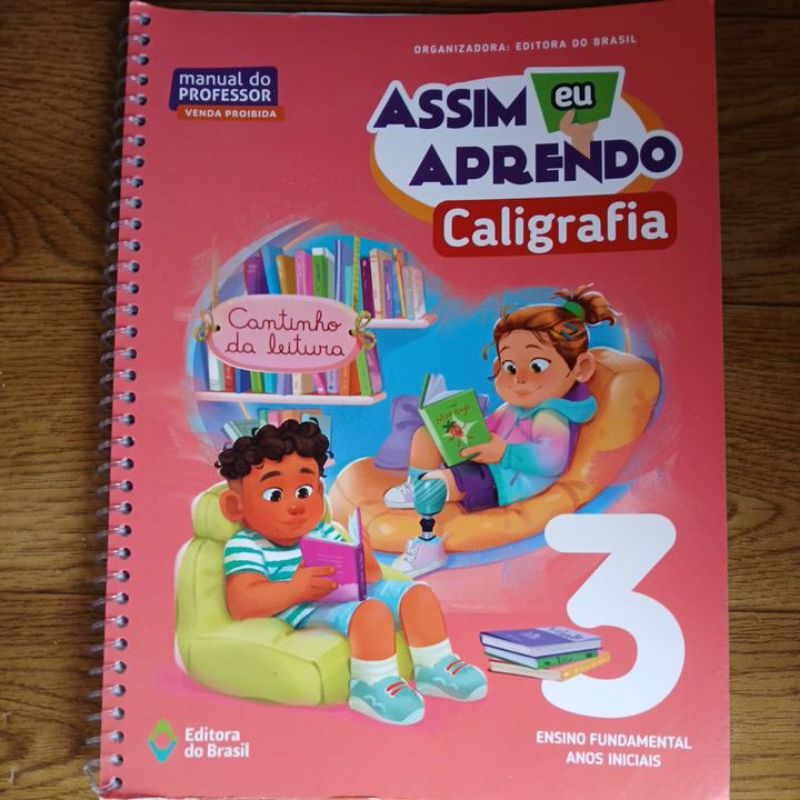 ORGANIZADORA: EDITORA DO BRASIL
manual do
PROFESSOR
VENDA PROIBIDA
ASSIM eu
APRENDO
Caligrafia
Cantinho
da leitura
3
ENSINO FUNDAMENTAL
ANOS INICIAIS
Editora
do Brasil